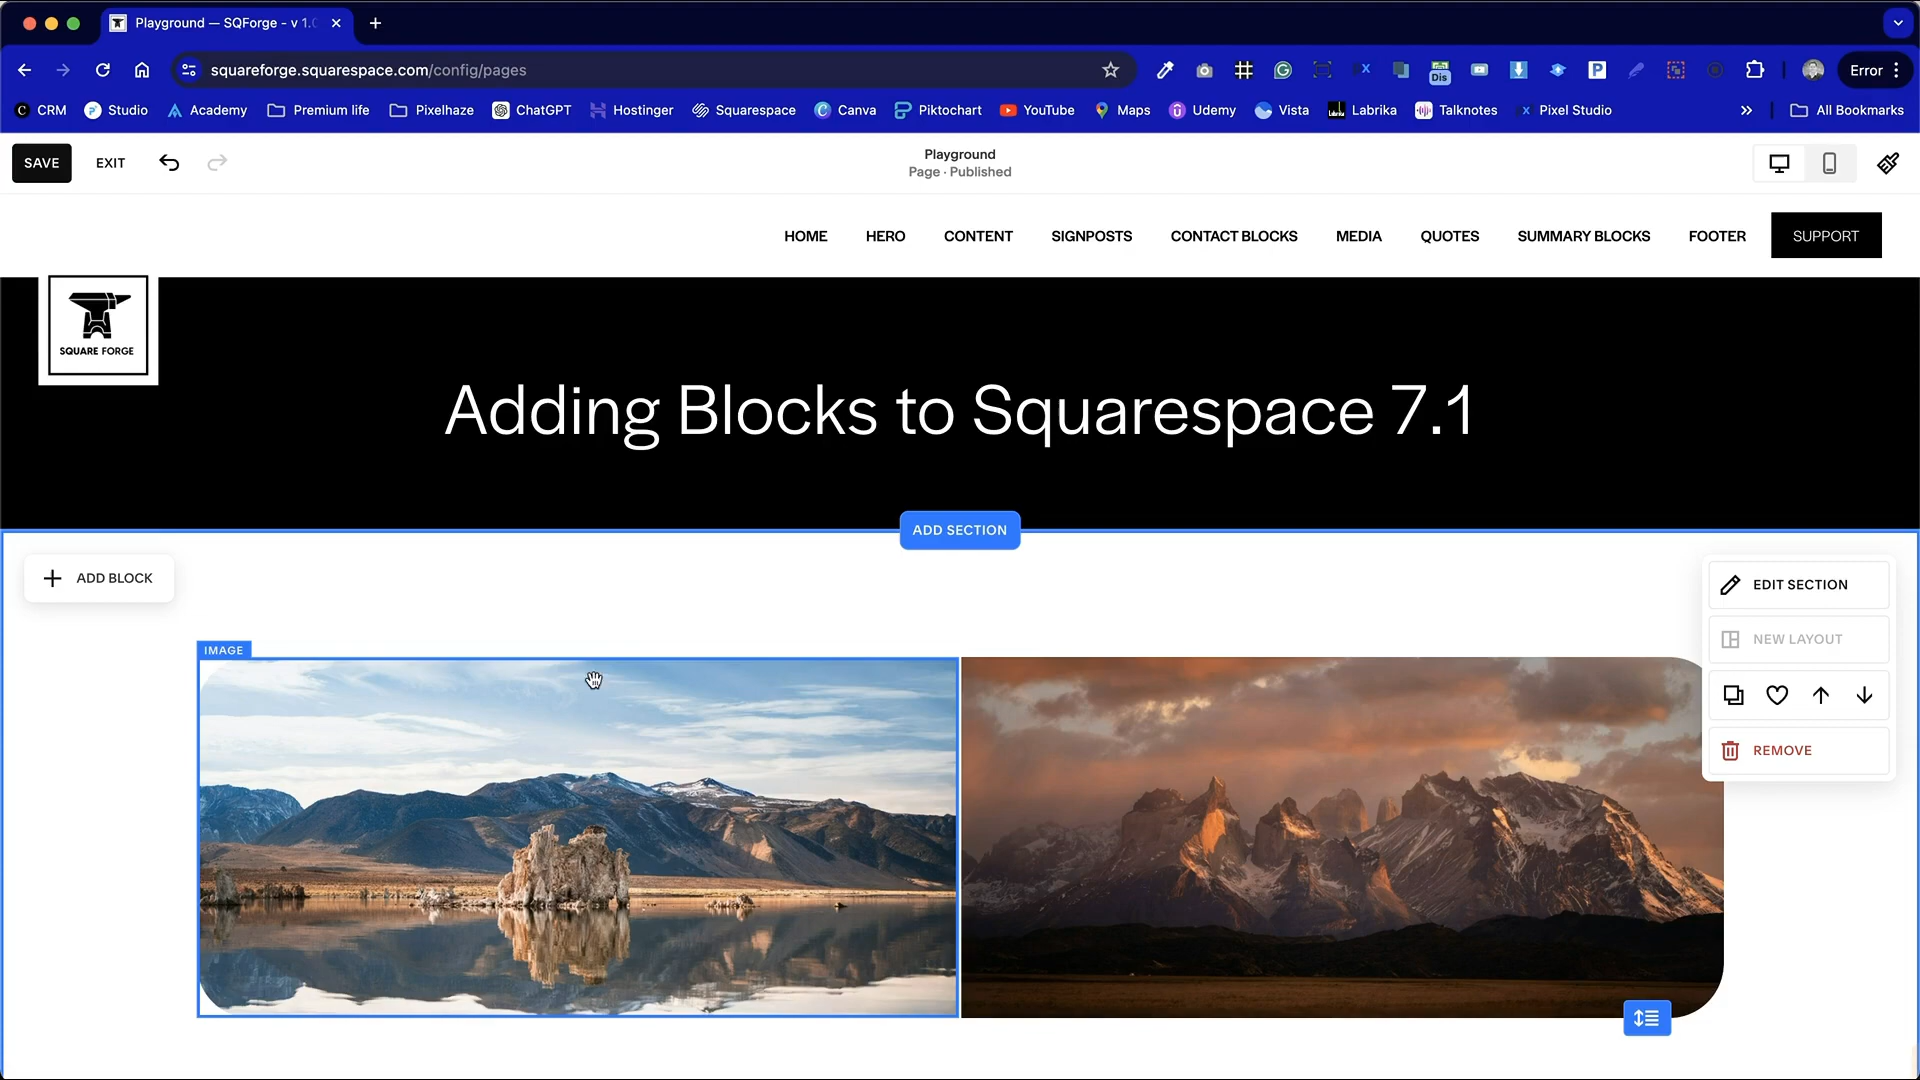 Playground — SQForge - v 1.0
squareforge.squarespace.com/config/pages
Dis
Error
CRM
Studio
Academy
Premium life
Pixelhaze
ChatGPT
Hostinger
Squarespace
Canva
Piktochart
YouTube
Maps
Udemy
Vista
Labrika
Talknotes
Pixel Studio
All Bookmarks
SAVE
EXIT
Playground
Page · Published
HOME
HERO
CONTENT
SIGNPOSTS
CONTACT BLOCKS
MEDIA
QUOTES
SUMMARY BLOCKS
FOOTER
SUPPORT
SQUARE FORGE
Adding Blocks to Squarespace 7.1
ADD SECTION
ADD BLOCK
EDIT SECTION
NEW LAYOUT
REMOVE
IMAGE